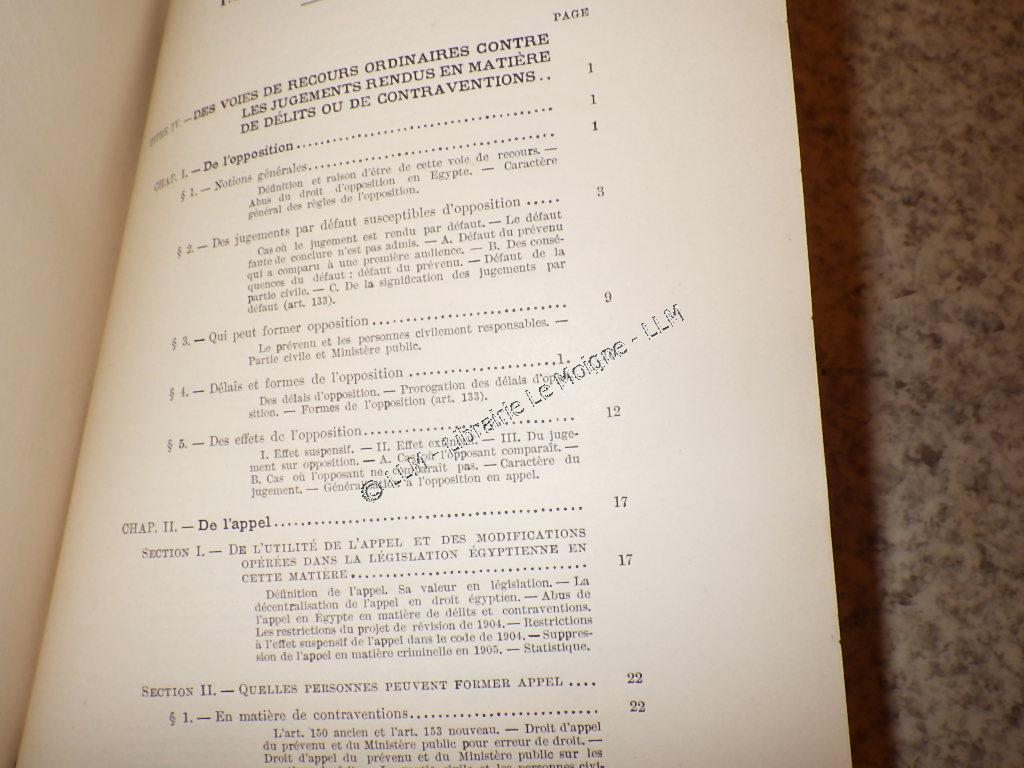 PAGE
TITRE IV. — DES VOIES DE RECOURS ORDINAIRES CONTRE
LES JUGEMENTS RENDUS EN MATIÈRE
DE DÉLITS OU DE CONTRAVENTIONS.. 1
CHAP. I. — De l'opposition 1
§ 1. — Notions générales 1
Définition et raison d'être de cette voie de recours. —
Abus du droit d'opposition en Egypte. — Caractère
général des règles de l'opposition.
§ 2. — Des jugements par défaut susceptibles d'opposition ..... 3
Cas où le jugement est rendu par défaut. — Le défaut
faute de conclure n'est pas admis. — A. Défaut du prévenu
qui a comparu à une première audience. — B. Des consé-
quences du défaut : défaut du prévenu. — Défaut de la
partie civile. — C. De la signification des jugements par
défaut (art. 133).
§ 3. — Qui peut former opposition 9
Le prévenu et les personnes civilement responsables. —
Partie civile et Ministère public.
§ 4. — Délais et formes de l'opposition
Des délais d'opposition. — Prorogation des délais d'oppo-
sition. — Formes de l'opposition (art. 133).
§ 5. — Des effets de l'opposition 12
I. Effet suspensif. — II. Effet extinctif. — III. Du juge-
ment sur opposition. — A. Cas où l'opposant comparaît. —
B. Cas où l'opposant ne comparaît pas. — Caractère du
jugement. — Généralisation à l'opposition en appel.
© LLM - Librairie Le Moigne - LLM
CHAP. II. — De l'appel 17
SECTION I. — DE L'UTILITÉ DE L'APPEL ET DES MODIFICATIONS
OPÉRÉES DANS LA LÉGISLATION ÉGYPTIENNE EN
CETTE MATIÈRE 17
Définition de l'appel. Sa valeur en législation. — La
décentralisation de l'appel en droit égyptien. — Abus de
l'appel en Egypte en matière de délits et contraventions.
Les restrictions du projet de révision de 1904. — Restrictions
à l'effet suspensif de l'appel dans le code de 1904. — Suppres-
sion de l'appel en matière criminelle en 1905. — Statistique.
SECTION II. — QUELLES PERSONNES PEUVENT FORMER APPEL .... 22
§ 1. — En matière de contraventions 22
L'art. 150 ancien et l'art. 153 nouveau. — Droit d'appel
du prévenu et du Ministère public pour erreur de droit. —
Droit d'appel du prévenu et du Ministère public sur les